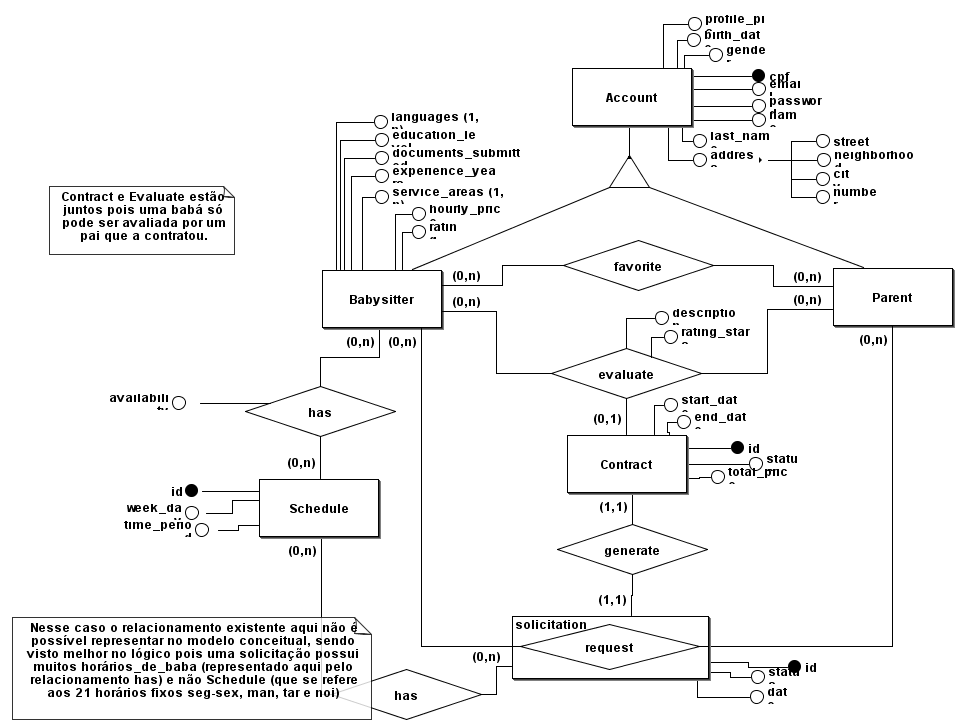 profile_pi
birth_dat
gende
Account
cpf
emai
passwor
name
last_nam
addres
street
neighborhoo
cit
numbe
languages (1,
education_le
documents_submitt
experience_yea
service_areas (1,
hourly_pric
ratin
Contract e Evaluate estão
juntos pois uma babá só
pode ser avaliada por um
pai que a contratou.
Babysitter
(0,n)
favorite
(0,n)
Parent
(0,n)
(0,n)
(0,n)
(0,n)
(0,n)
description
rating_star
evaluate
availabili
has
(0,1)
start_dat
end_dat
Contract
id
statu
total_pric
(0,n)
id
week_da
time_perio
Schedule
(0,n)
(1,1)
generate
(1,1)
solicitation
request
(0,n)
id
statu
dat
has
Nesse caso o relacionamento existente aqui não é
possível representar no modelo conceitual, sendo
visto melhor no lógico pois uma solicitação possui
muitos horários_de_baba (representado aqui pelo
relacionamento has) e não Schedule (que se refere
aos 21 horários fixos seg-sex, man, tar e noi)